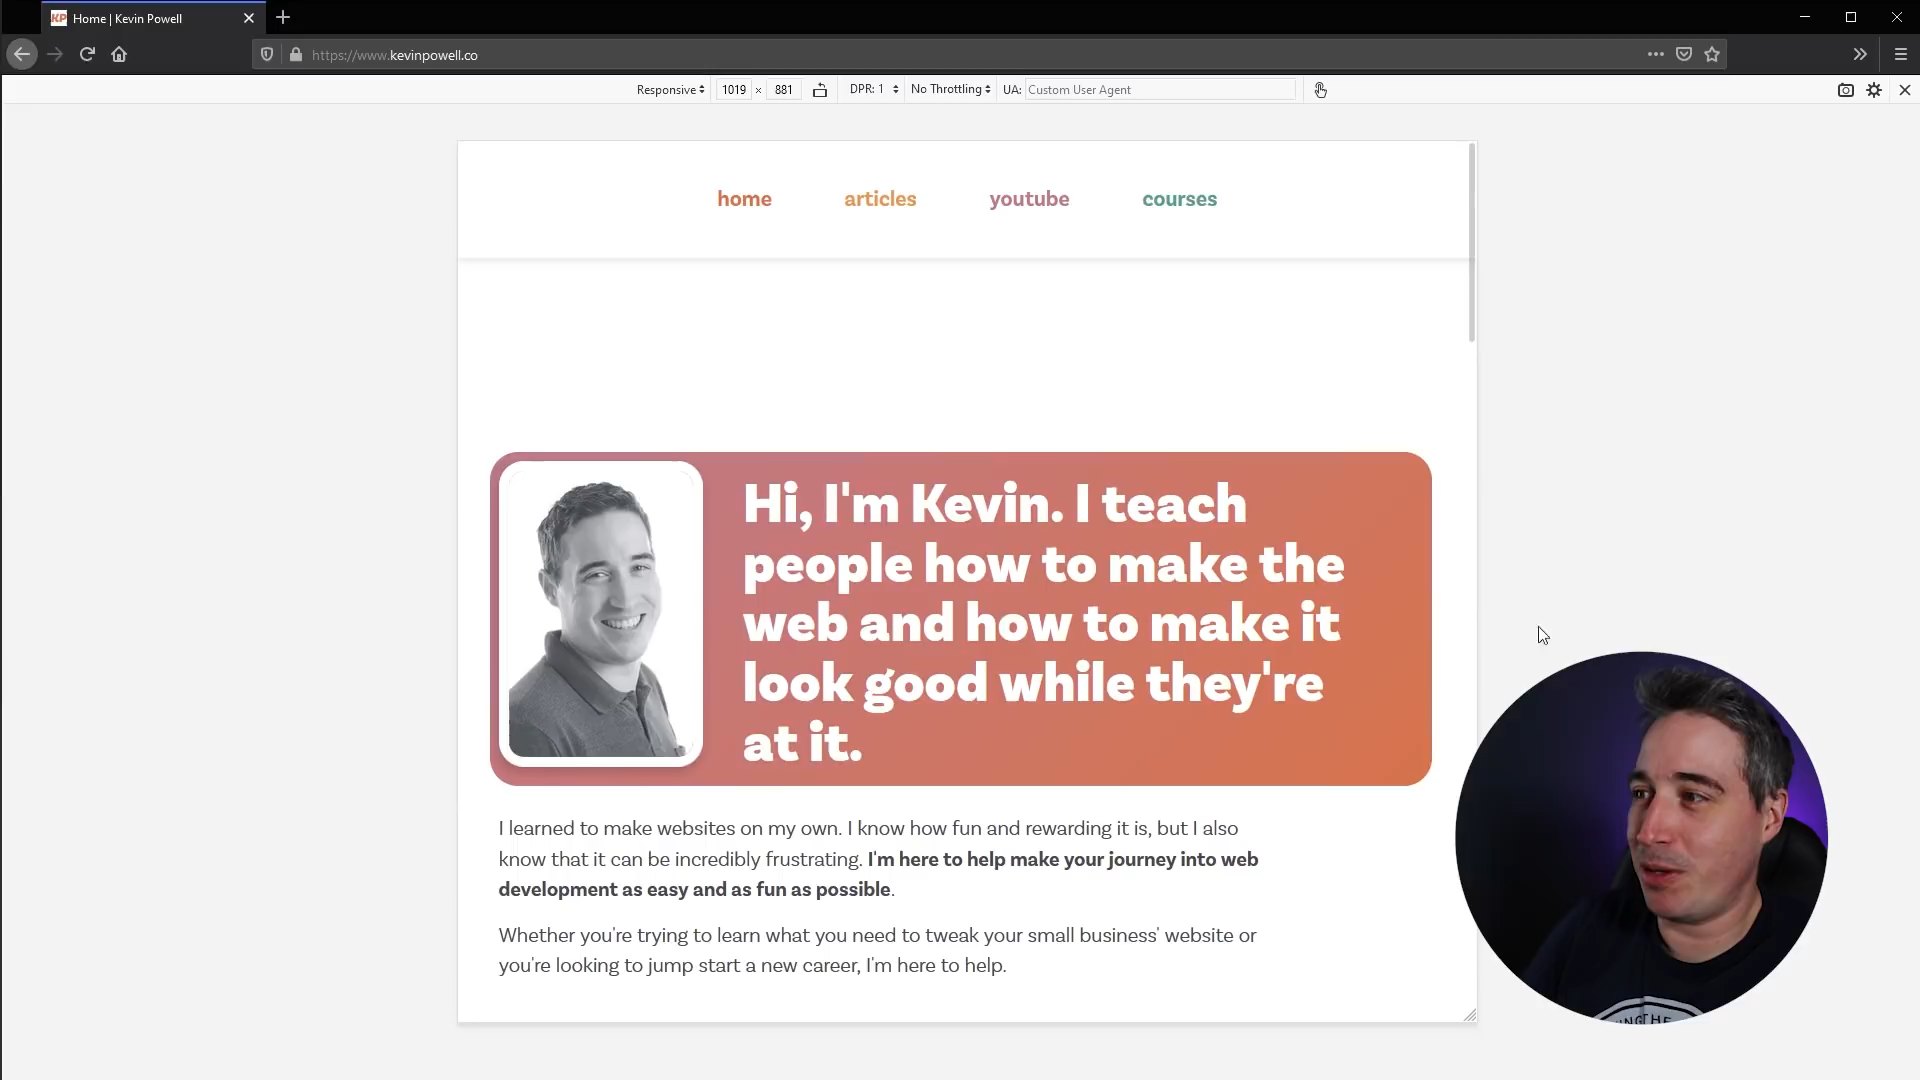 KP Home | Kevin Powell
https://www.kevinpowell.co
Responsive 1019 × 881 DPR: 1 No Throttling UA: Custom User Agent
home articles youtube courses
Hi, I'm Kevin. I teach
people how to make the
web and how to make it
look good while they're
at it.
I learned to make websites on my own. I know how fun and rewarding it is, but I also
know that it can be incredibly frustrating. I'm here to help make your journey into web
development as easy and as fun as possible.
Whether you're trying to learn what you need to tweak your small business' website or
you're looking to jump start a new career, I'm here to help.